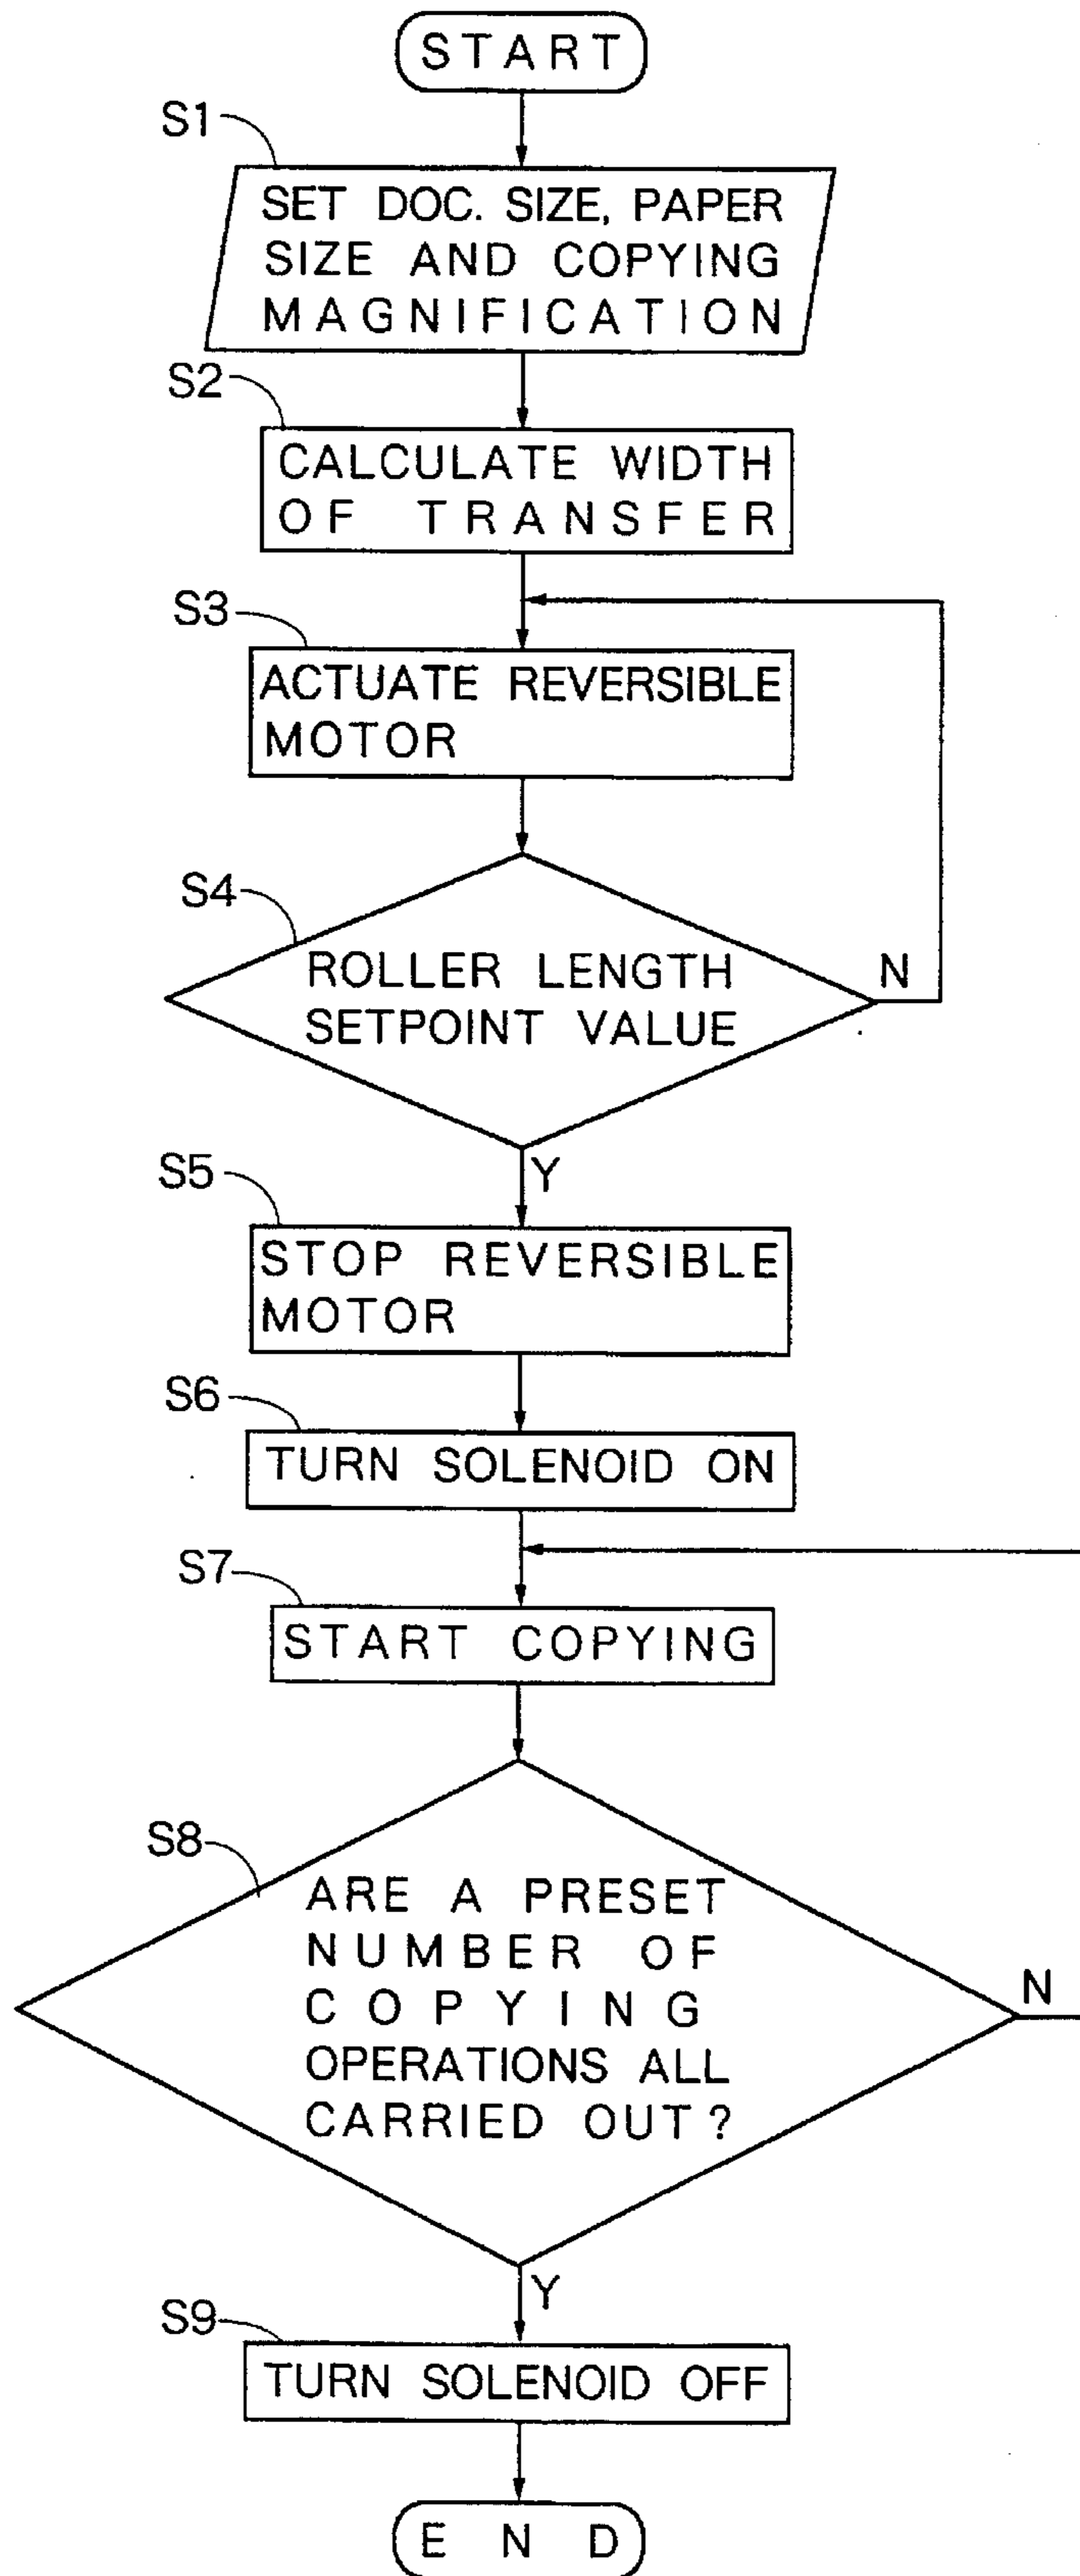 START
S1
SET DOC. SIZE, PAPER
SIZE AND COPYING
MAGNIFICATION
S2
CALCULATE WIDTH
OF TRANSFER
S3
ACTUATE REVERSIBLE
MOTOR
S4
ROLLER LENGTH
SETPOINT VALUE
N
Y
S5
STOP REVERSIBLE
MOTOR
S6
TURN SOLENOID ON
S7
START COPYING
S8
ARE A PRESET
NUMBER OF
COPYING
OPERATIONS ALL
CARRIED OUT?
N
Y
S9
TURN SOLENOID OFF
END